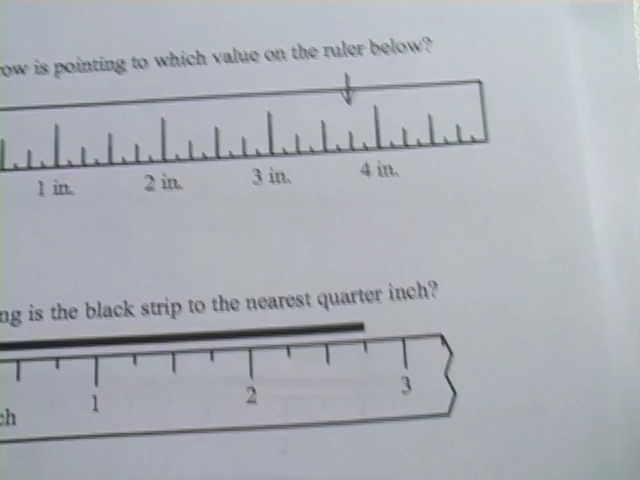 ow is pointing to which value on the ruler below?
1 in. 2 in. 3 in. 4 in.
ng is the black strip to the nearest quarter inch?
1 2 3
ch